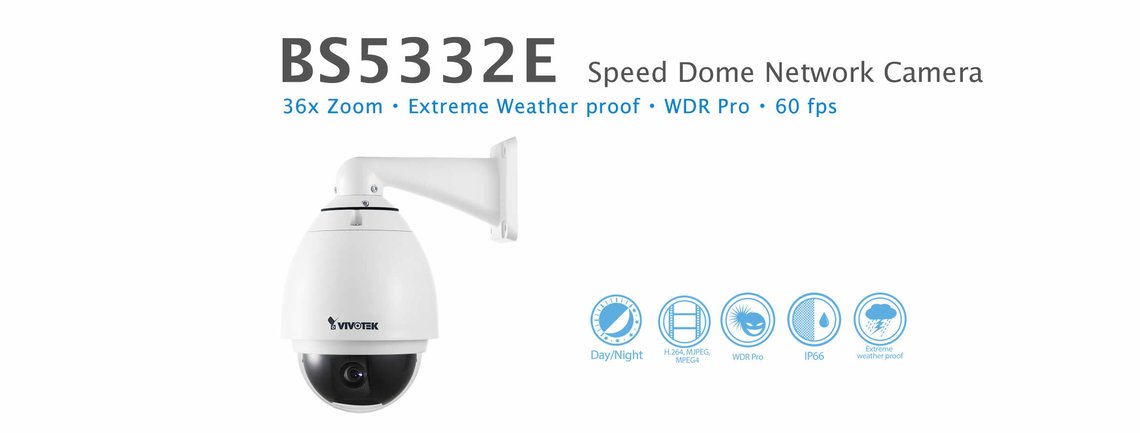 BS5332E Speed Dome Network Camera
36x Zoom • Extreme Weather proof • WDR Pro • 60 fps
VIVOTEK
Day/Night
H.264, MJPEG,
MPEG4
WDR Pro
IP66
Extreme
weather proof